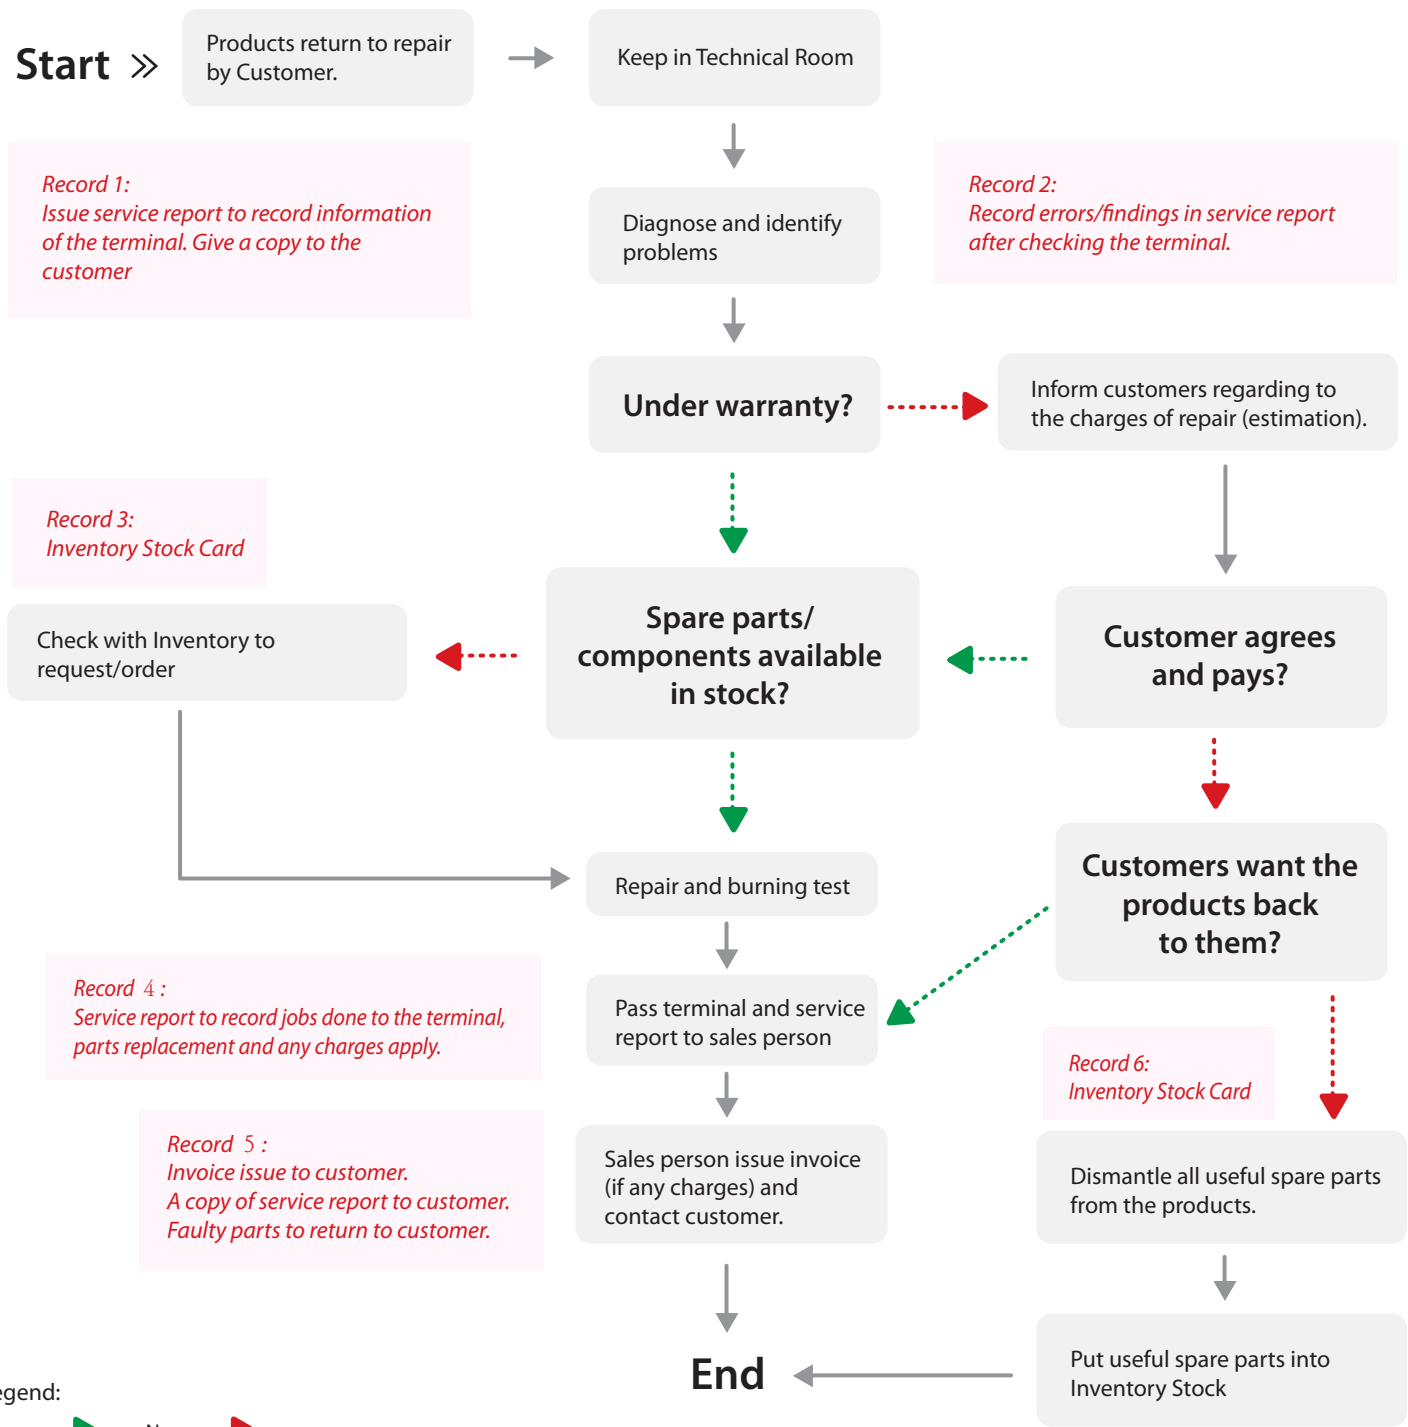 Start »
Products return to repair
by Customer.
Keep in Technical Room
Record 1:
Issue service report to record information
of the terminal. Give a copy to the
customer
Diagnose and identify
problems
Record 2:
Record errors/findings in service report
after checking the terminal.
Under warranty?
Inform customers regarding to
the charges of repair (estimation).
Record 3:
Inventory Stock Card
Check with Inventory to
request/order
Spare parts/
components available
in stock?
Customer agrees
and pays?
Repair and burning test
Customers want the
products back
to them?
Record 4 :
Service report to record jobs done to the terminal,
parts replacement and any charges apply.
Pass terminal and service
report to sales person
Record 6:
Inventory Stock Card
Record 5 :
Invoice issue to customer.
A copy of service report to customer.
Faulty parts to return to customer.
Sales person issue invoice
(if any charges) and
contact customer.
Dismantle all useful spare parts
from the products.
End
Put useful spare parts into
Inventory Stock
egend: